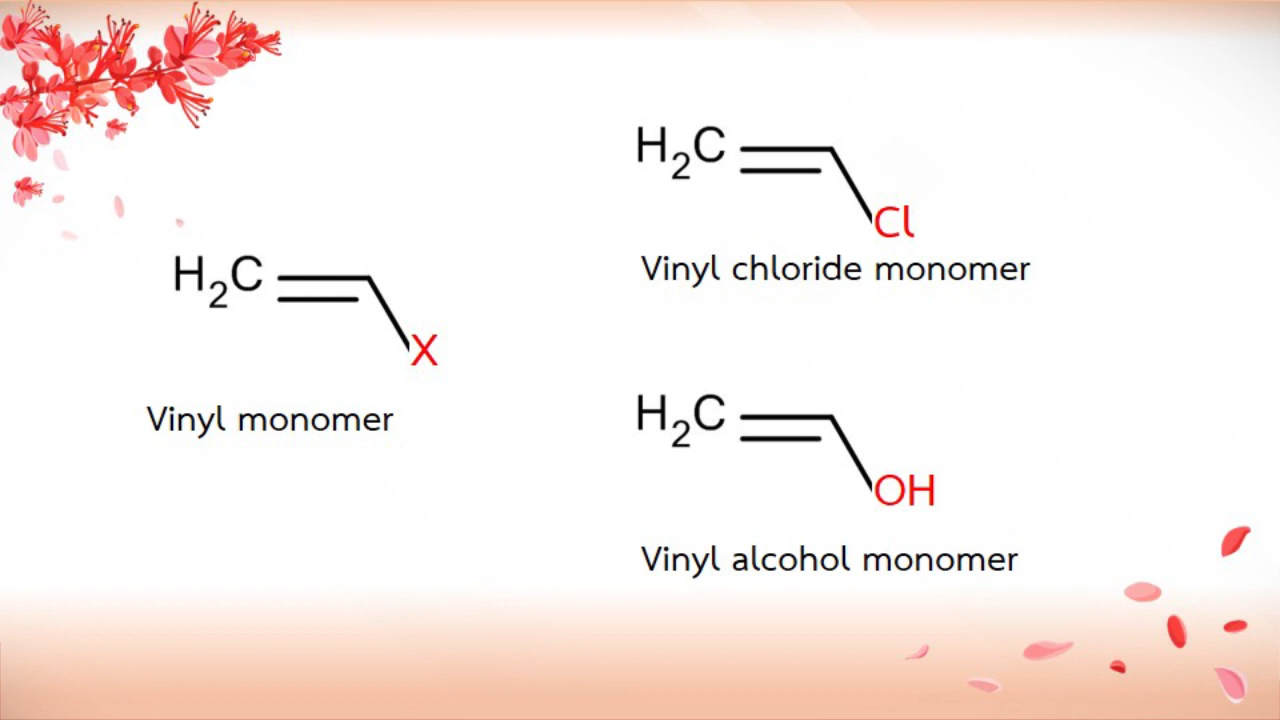 H2C
X
Vinyl monomer
H2C
Cl
Vinyl chloride monomer
H2C
OH
Vinyl alcohol monomer